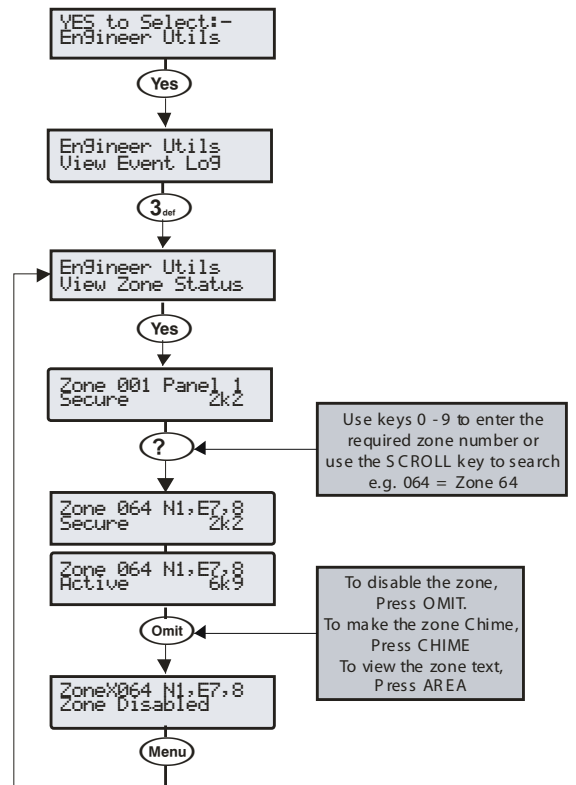 YES to Select:-
En9ineer Utils
Yes
En9ineer Utils
View Event Lo9
3def
En9ineer Utils
View Zone Status
Yes
Zone 001 Panel 1
Secure 2k2
?
Use keys 0 - 9 to enter the
required zone number or
use the SCROLL key to search
e.g. 064 = Zone 64
Zone 064 N1,E7,8
Secure 2k2
Zone 064 N1,E7,8
Active 6k9
Omit
To disable the zone,
Press OMIT.
To make the zone Chime,
Press CHIME
To view the zone text,
Press AREA
ZoneX064 N1,E7,8
Zone Disabled
Menu